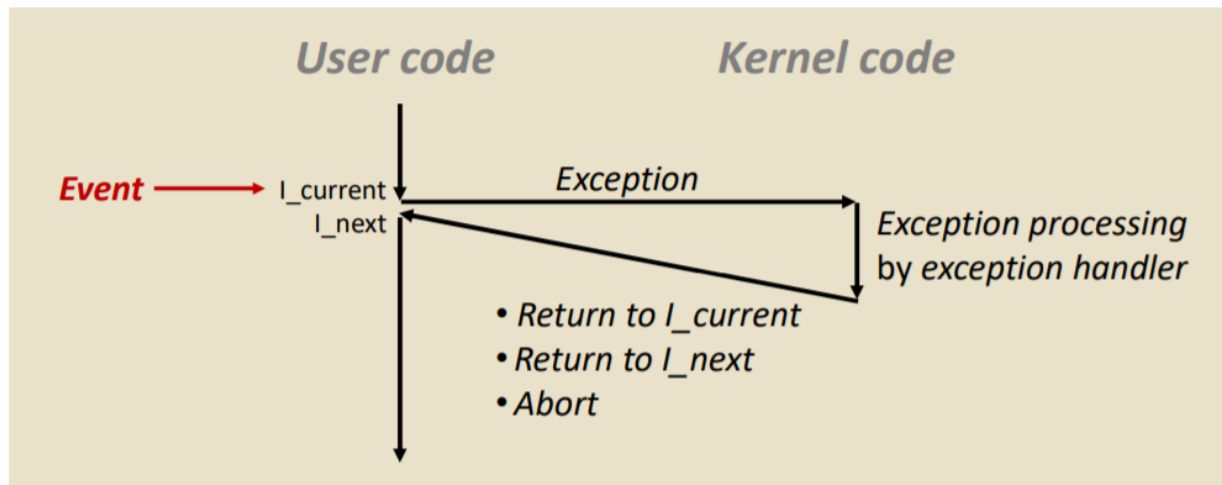 User code Kernel code
Event I_current Exception
I_next Exception processing
by exception handler
• Return to I_current
• Return to I_next
• Abort